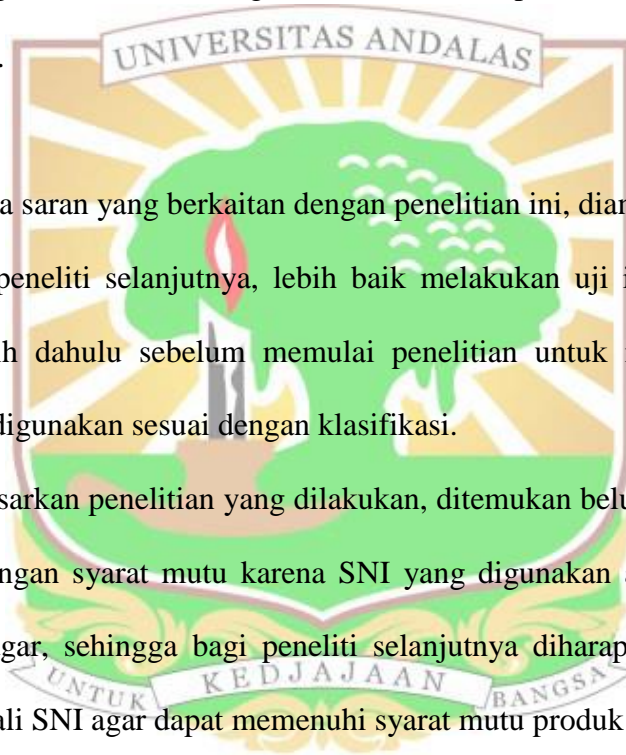 UNIVERSITAS ANDALAS
.
a saran yang berkaitan dengan penelitian ini, diar
peneliti selanjutnya, lebih baik melakukan uji i
h dahulu sebelum memulai penelitian untuk
digunakan sesuai dengan klasifikasi.
sarkan penelitian yang dilakukan, ditemukan belu
ngan syarat mutu karena SNI yang digunakan a
gar, sehingga bagi peneliti selanjutnya diharap
UNTUK KEDJAJAAN BANGSA
ali SNI agar dapat memenuhi syarat mutu produk